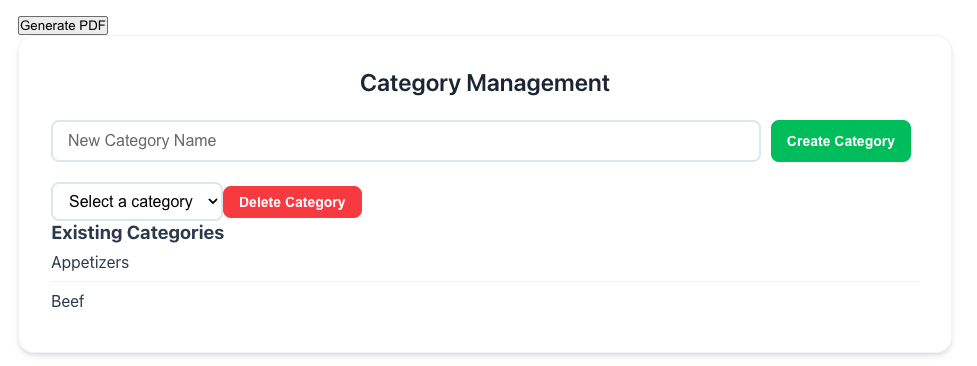 Generate PDF
Category Management
New Category Name
Create Category
Select a category
Delete Category
Existing Categories
Appetizers
Beef